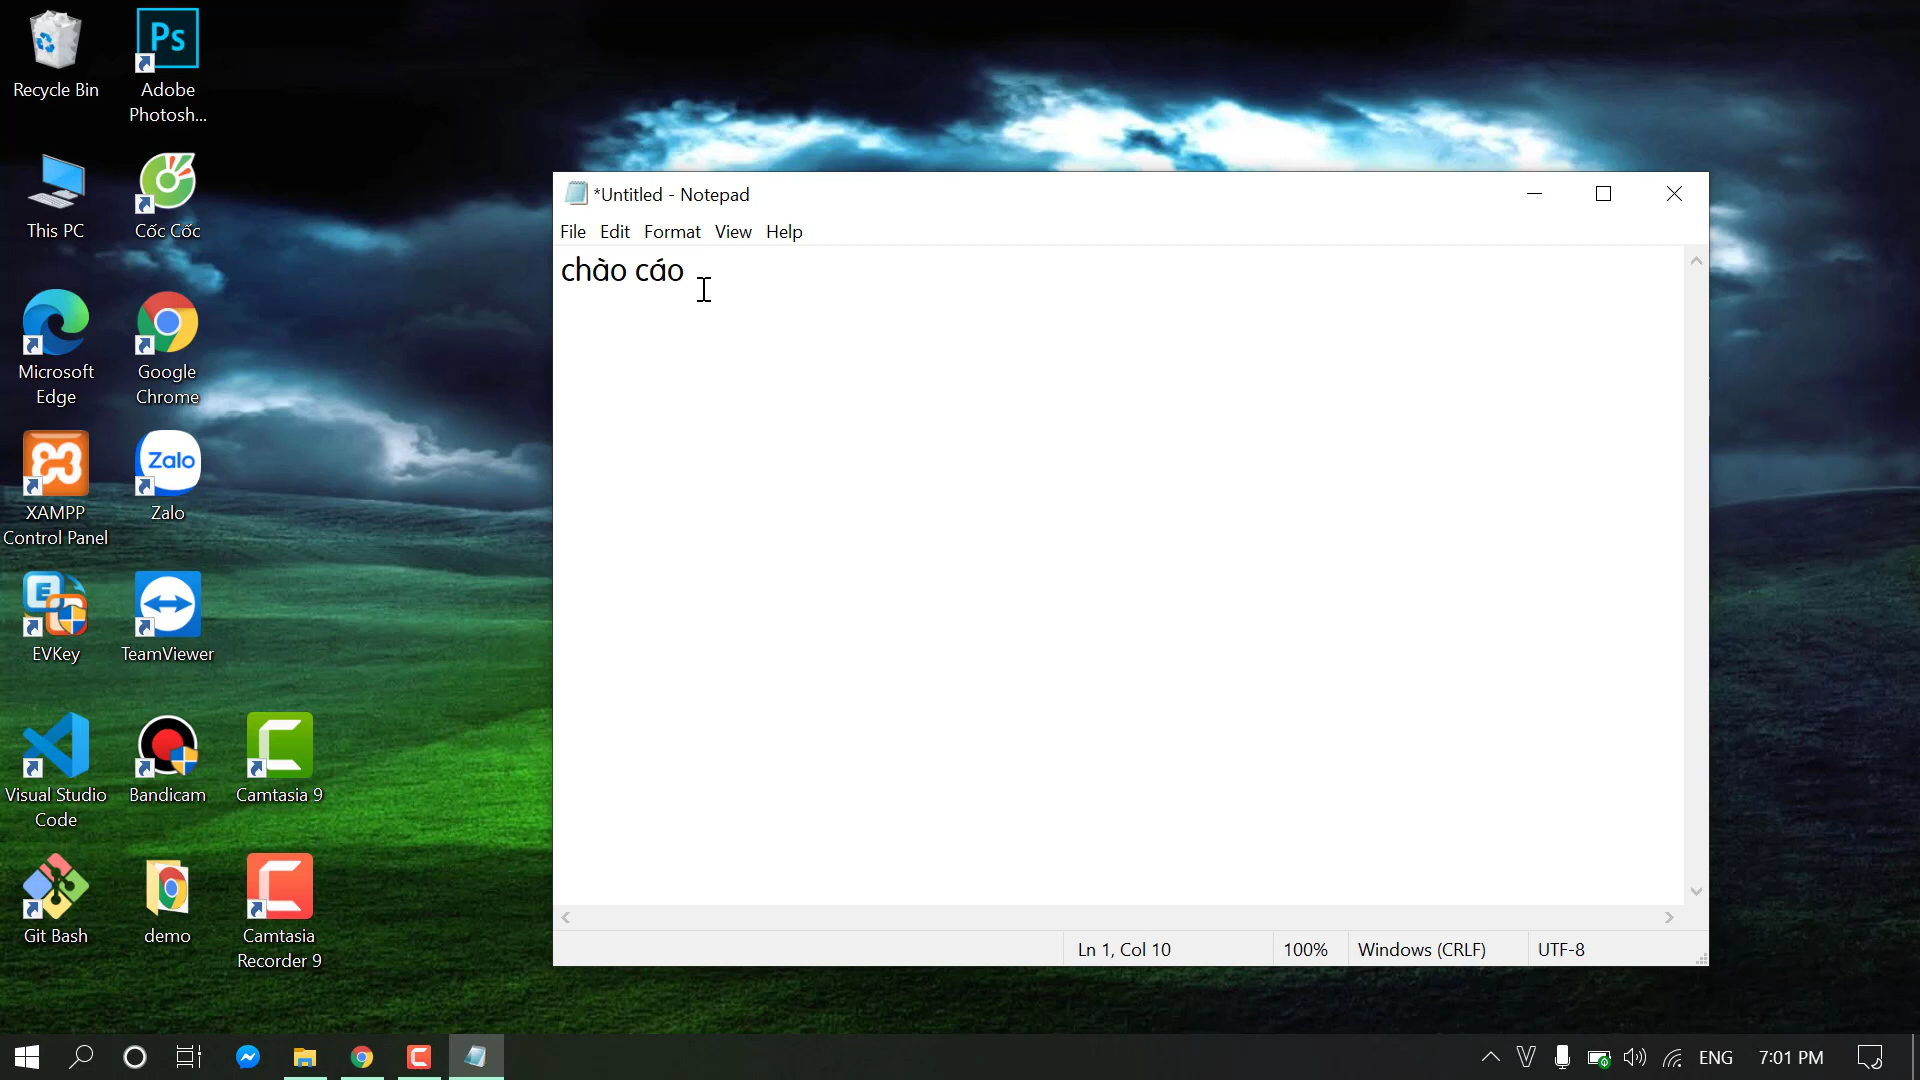 Recycle Bin
Adobe
Photosh...
This PC
Cốc Cốc
Microsoft
Edge
Google
Chrome
XAMPP
Control Panel
Zalo
Zalo
EVKey
TeamViewer
Visual Studio
Code
Bandicam
Camtasia 9
Git Bash
demo
Camtasia
Recorder 9
Ps
*Untitled - Notepad
File Edit Format View Help
chào cáo
Ln 1, Col 10
100%
Windows (CRLF)
UTF-8
ENG
7:01 PM